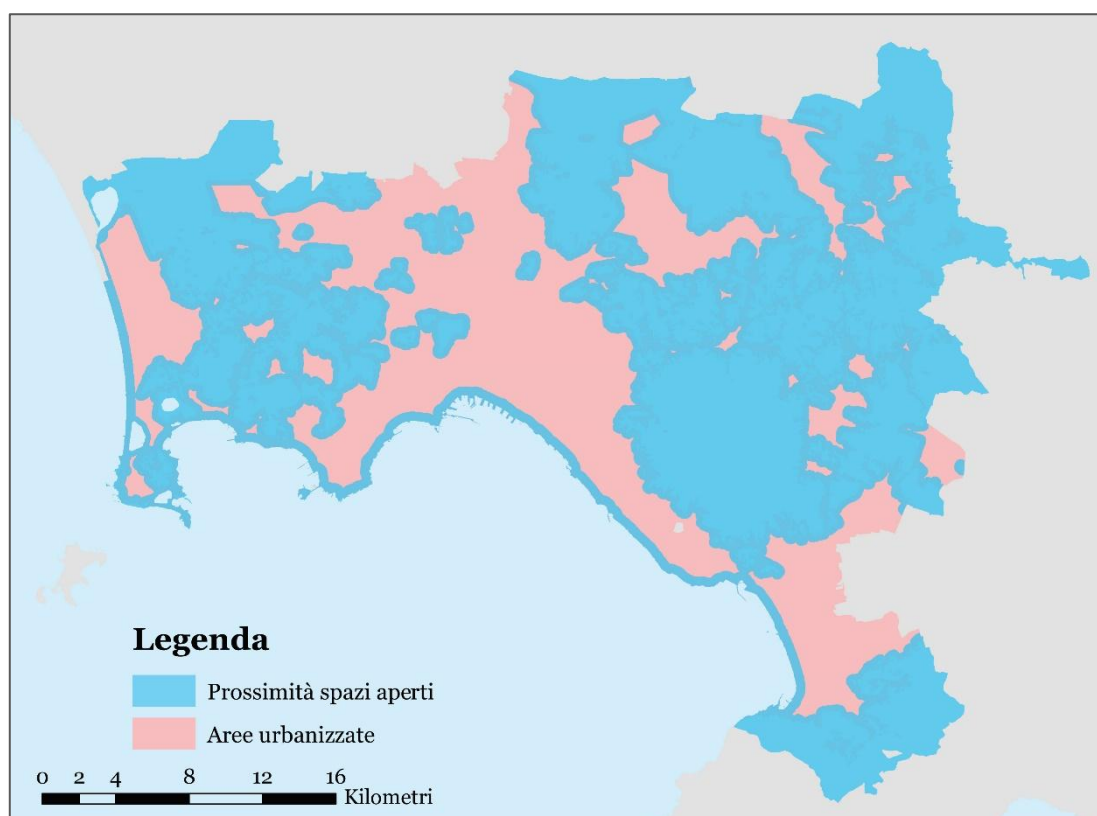 Legenda
Prossimità spazi aperti
Aree urbanizzate
0 2 4 8 12 16
Kilometri